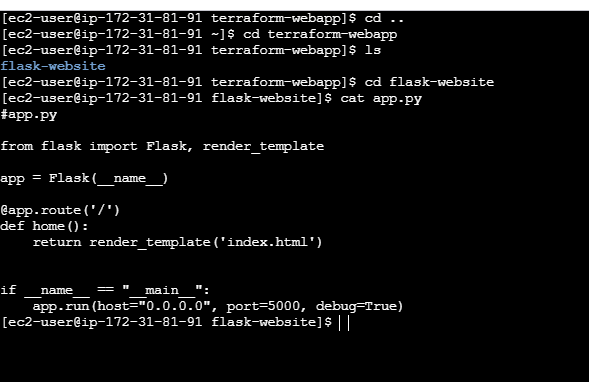 [ec2-user@ip-172-31-81-91 terraform-webapp]$ cd ..
[ec2-user@ip-172-31-81-91 ~]$ cd terraform-webapp
[ec2-user@ip-172-31-81-91 terraform-webapp]$ ls
flask-website
[ec2-user@ip-172-31-81-91 terraform-webapp]$ cd flask-website
[ec2-user@ip-172-31-81-91 flask-website]$ cat app.py
#app.py
from flask import Flask, render_template
app = Flask(__name__)
@app.route('/')
def home():
    return render_template('index.html')
if __name__ == "__main__":
    app.run(host="0.0.0.0", port=5000, debug=True)
[ec2-user@ip-172-31-81-91 flask-website]$